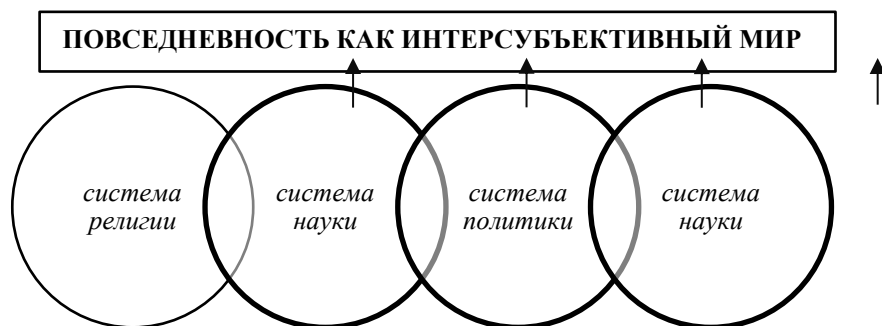 ПОВСЕДНЕВНОСТЬ КАК ИНТЕРСУБЪЕКТИВНЫЙ МИР
система
религии
система
науки
система
политики
система
науки